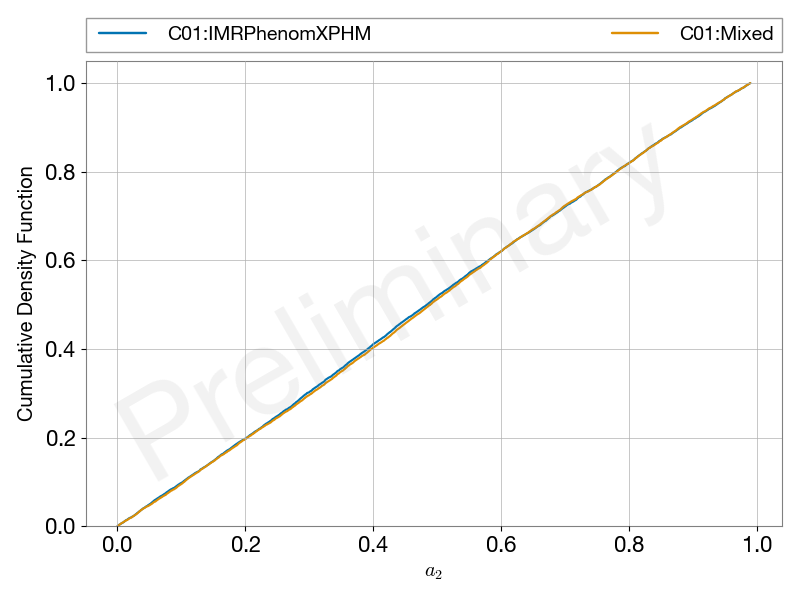 C01:IMRPhenomXPHM C01:Mixed
Cumulative Density Function
1.0
0.8
0.6
0.4
0.2
0.0
Preliminary
0.0 0.2 0.4 0.6 0.8 1.0
a₂